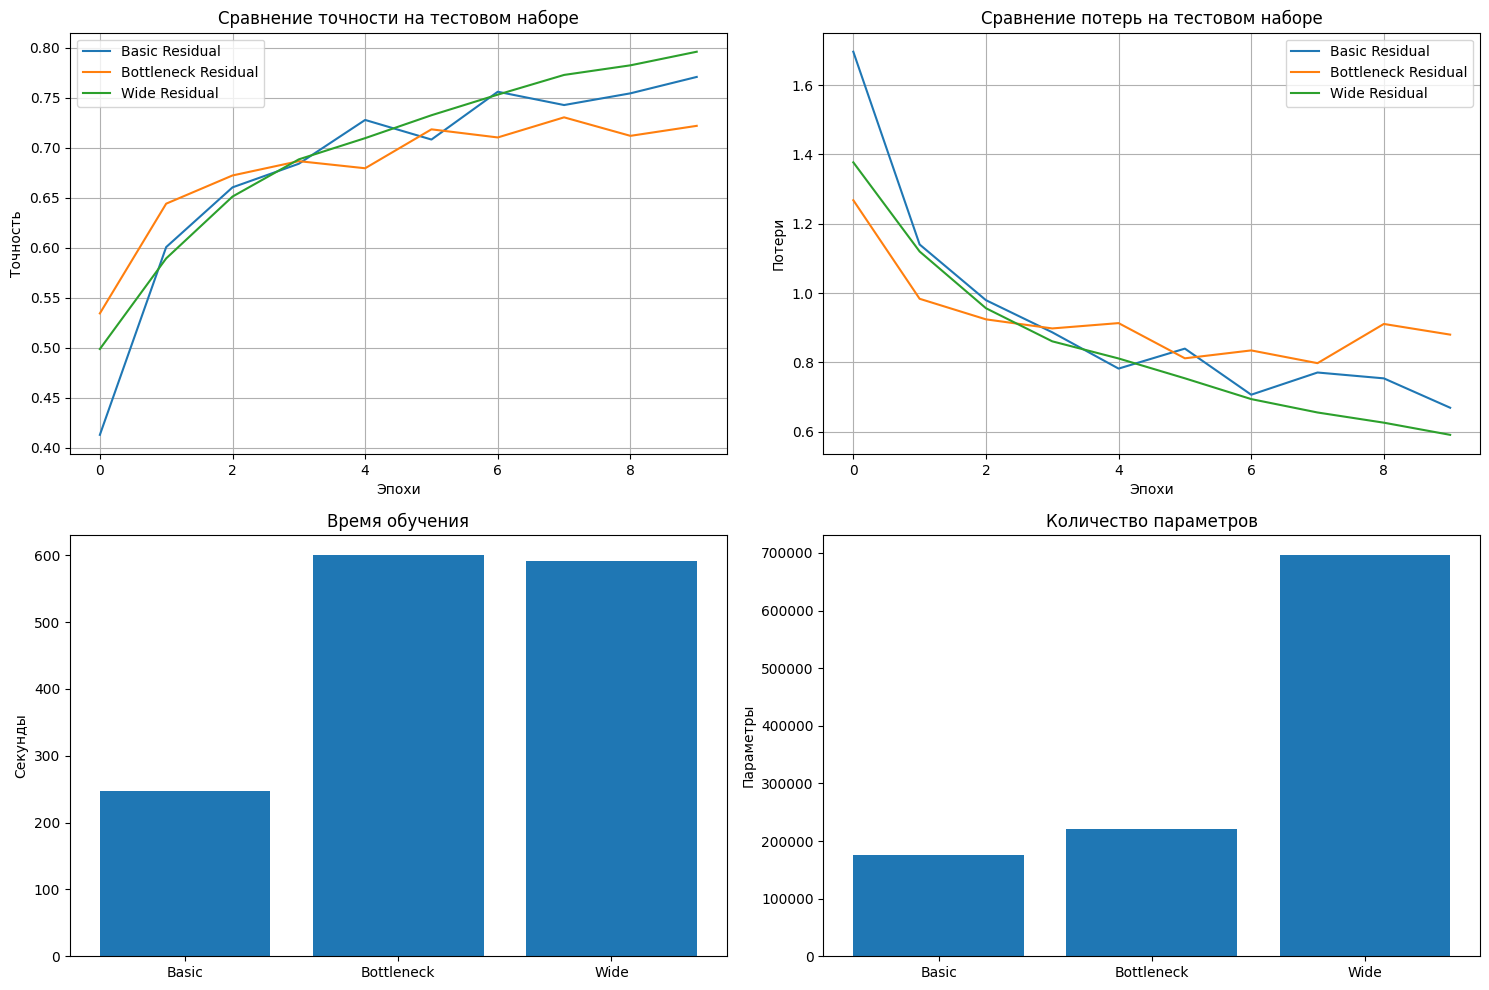 Сравнение точности на тестовом наборе
Точность
0.80
0.75
0.70
0.65
0.60
0.55
0.50
0.45
0.40
Basic Residual
Bottleneck Residual
Wide Residual
0 2 4 6 8
Эпохи
Сравнение потерь на тестовом наборе
Потери
1.6
1.4
1.2
1.0
0.8
0.6
Basic Residual
Bottleneck Residual
Wide Residual
0 2 4 6 8
Эпохи
Время обучения
Секунды
600
500
400
300
200
100
0
Basic Bottleneck Wide
Количество параметров
Параметры
700000
600000
500000
400000
300000
200000
100000
0
Basic Bottleneck Wide